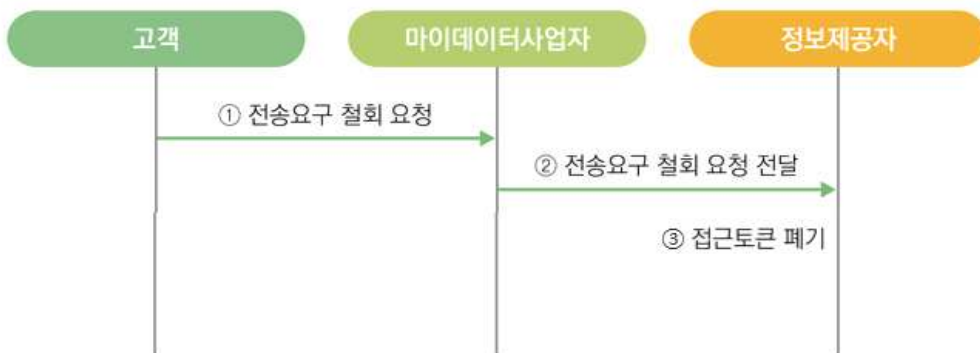 고객
마이데이터사업자
정보제공자
① 전송요구 철회 요청
② 전송요구 철회 요청 전달
③ 접근토큰 폐기